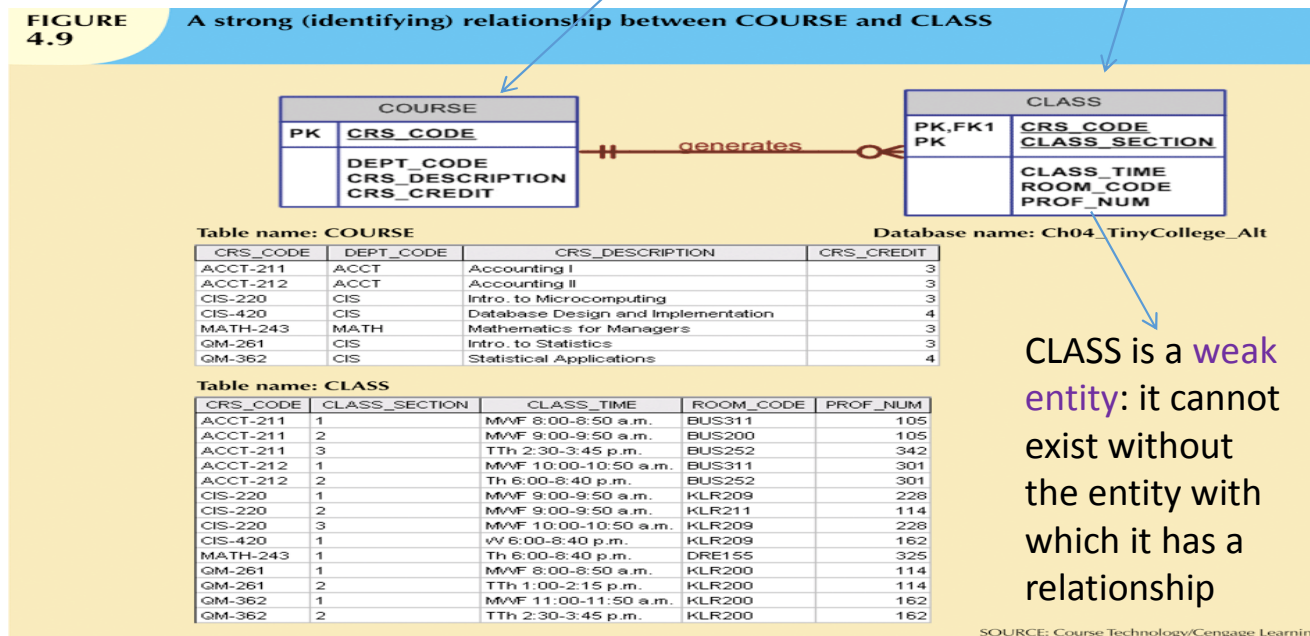 FIGURE 4.9
A strong (identifying) relationship between COURSE and CLASS
COURSE
PK CRS_CODE
DEPT_CODE
CRS_DESCRIPTION
CRS_CREDIT
generates
CLASS
PK,FK1 CRS_CODE
PK CLASS_SECTION
CLASS_TIME
ROOM_CODE
PROF_NUM
Table name: COURSE
Database name: Ch04_TinyCollege_Alt
CRS_CODE DEPT_CODE CRS_DESCRIPTION CRS_CREDIT
ACCT-211 ACCT Accounting I 3
ACCT-212 ACCT Accounting II 3
CIS-220 CIS Intro. to Microcomputing 3
CIS-420 CIS Database Design and Implementation 4
MATH-243 MATH Mathematics for Managers 3
QM-261 CIS Intro. to Statistics 3
QM-362 CIS Statistical Applications 4
Table name: CLASS
CRS_CODE CLASS_SECTION CLASS_TIME ROOM_CODE PROF_NUM
ACCT-211 1 MWF 8:00-8:50 a.m. BUS311 105
ACCT-211 2 MWF 9:00-9:50 a.m. BUS200 105
ACCT-211 3 TTh 2:30-3:45 p.m. BUS252 342
ACCT-212 1 MWF 10:00-10:50 a.m. BUS311 301
ACCT-212 2 Th 6:00-8:40 p.m. BUS252 301
CIS-220 1 MWF 9:00-9:50 a.m. KLR209 228
CIS-220 2 MWF 9:00-9:50 a.m. KLR211 114
CIS-220 3 MWF 10:00-10:50 a.m. KLR209 228
CIS-420 1 W 6:00-8:40 p.m. KLR209 162
MATH-243 1 Th 6:00-8:40 p.m. DRE155 325
QM-261 1 MWF 8:00-8:50 a.m. KLR200 114
QM-261 2 TTh 1:00-2:15 p.m. KLR200 114
QM-362 1 MWF 11:00-11:50 a.m. KLR200 162
QM-362 2 TTh 2:30-3:45 p.m. KLR200 162
CLASS is a weak
entity: it cannot
exist without
the entity with
which it has a
relationship
SOURCE: Course Technology/Cengage Learnin